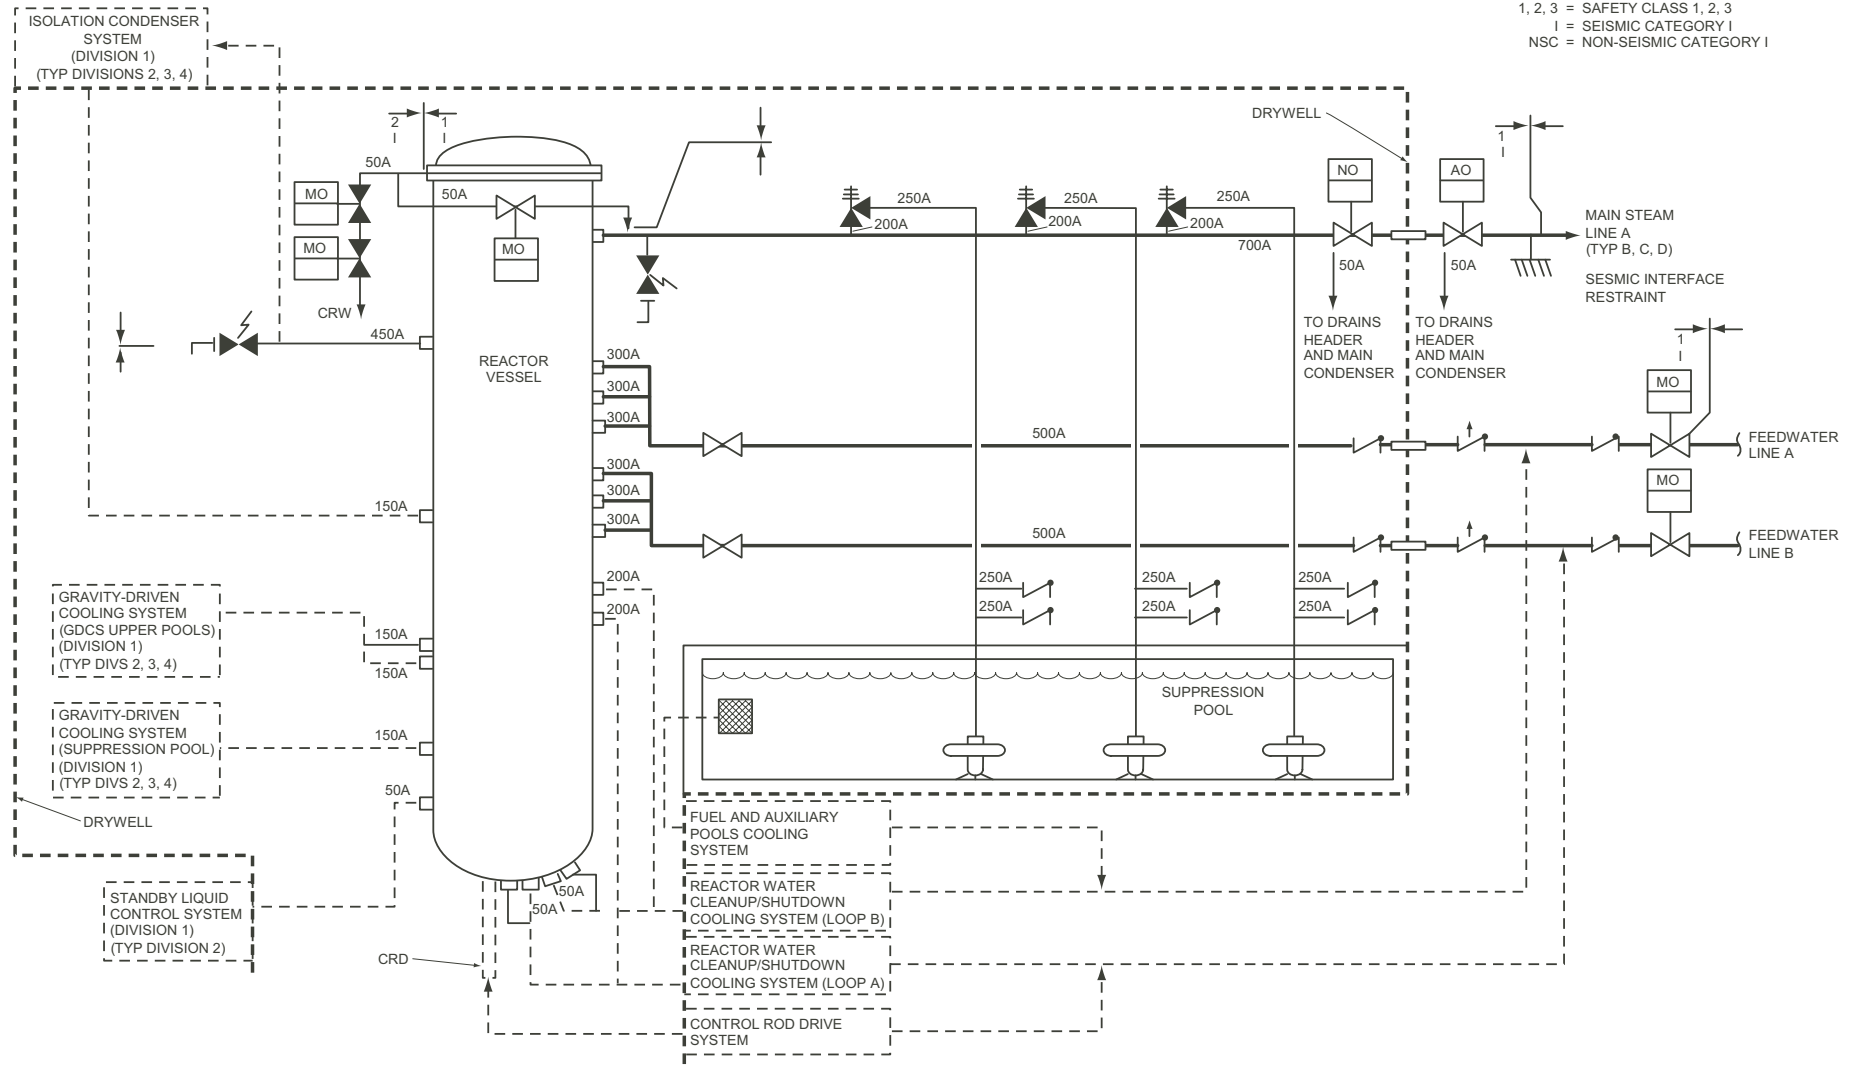 1, 2, 3 = SAFETY CLASS 1, 2, 3
I = SEISMIC CATEGORY I
NSC = NON-SEISMIC CATEGORY I
ISOLATION CONDENSER
SYSTEM
(DIVISION 1)
(TYP DIVISIONS 2, 3, 4)
2
I
1
I
DRYWELL
1
I
50A
50A
MO
MO
MO
CRW
250A
200A
250A
200A
250A
200A
700A
NO
AO
50A
50A
MAIN STEAM
LINE A
(TYP B, C, D)
SESMIC INTERFACE
RESTRAINT
TO DRAINS
HEADER
AND MAIN
CONDENSER
TO DRAINS
HEADER
AND MAIN
CONDENSER
450A
REACTOR
VESSEL
300A
300A
300A
500A
1
I
MO
FEEDWATER
LINE A
300A
300A
300A
500A
MO
FEEDWATER
LINE B
150A
200A
200A
250A
250A
250A
250A
250A
250A
GRAVITY-DRIVEN
COOLING SYSTEM
(GDCS UPPER POOLS)
(DIVISION 1)
(TYP DIVS 2, 3, 4)
150A
150A
GRAVITY-DRIVEN
COOLING SYSTEM
(SUPPRESSION POOL)
(DIVISION 1)
(TYP DIVS 2, 3, 4)
150A
50A
SUPPRESSION
POOL
DRYWELL
STANDBY LIQUID
CONTROL SYSTEM
(DIVISION 1)
(TYP DIVISION 2)
50A
50A
CRD
FUEL AND AUXILIARY
POOLS COOLING
SYSTEM
REACTOR WATER
CLEANUP/SHUTDOWN
COOLING SYSTEM (LOOP B)
REACTOR WATER
CLEANUP/SHUTDOWN
COOLING SYSTEM (LOOP A)
CONTROL ROD DRIVE
SYSTEM